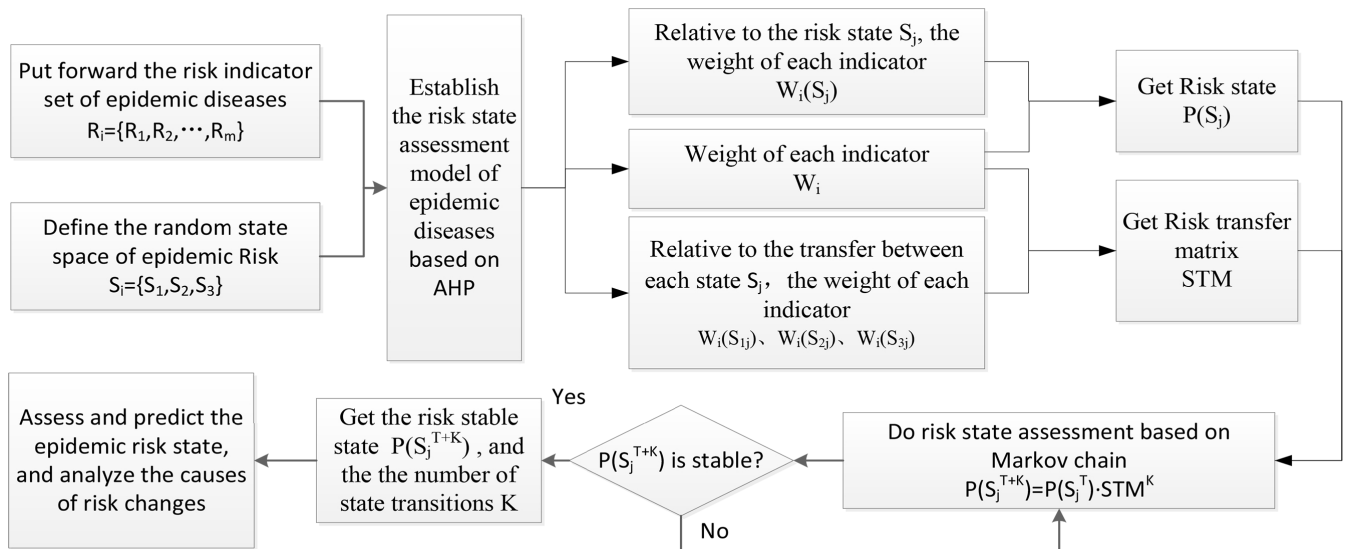 Put forward the risk indicator
set of epidemic diseases
Rᵢ={R₁,R₂,⋯,Rₘ}
Define the random state
space of epidemic Risk
Sᵢ={S₁,S₂,S₃}
Establish
the risk state
assessment
model of
epidemic
diseases
based on
AHP
Relative to the risk state Sⱼ, the
weight of each indicator
Wᵢ(Sⱼ)
Weight of each indicator
Wᵢ
Relative to the transfer between
each state Sⱼ，the weight of each
indicator
Wᵢ(S₁ⱼ)、Wᵢ(S₂ⱼ)、Wᵢ(S₃ⱼ)
Get Risk state
P(Sⱼ)
Get Risk transfer
matrix
STM
Do risk state assessment based on
Markov chain
P(Sⱼᵀ⁺ᴷ)=P(Sⱼᵀ)·STMᴷ
P(Sⱼᵀ⁺ᴷ) is stable?
Yes
No
Get the risk stable
state P(Sⱼᵀ⁺ᴷ) , and
the the number of
state transitions K
Assess and predict the
epidemic risk state,
and analyze the causes
of risk changes